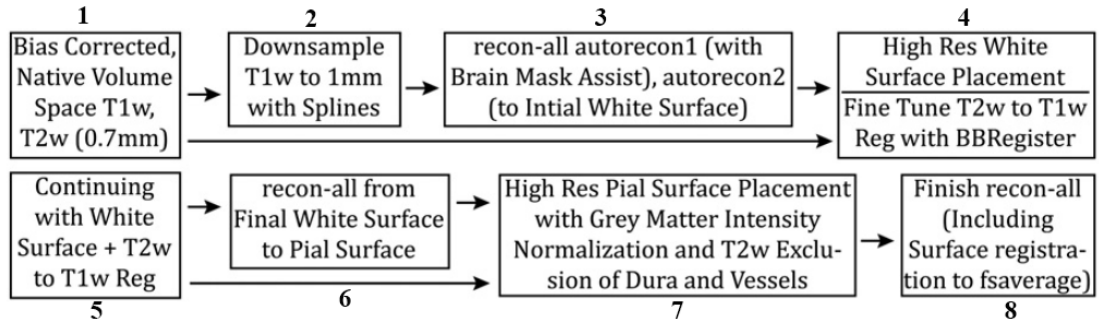 1
Bias Corrected,
Native Volume
Space T1w,
T2w (0.7mm)
2
Downsample
T1w to 1mm
with Splines
3
recon-all autorecon1 (with
Brain Mask Assist), autorecon2
(to Intial White Surface)
4
High Res White
Surface Placement
Fine Tune T2w to T1w
Reg with BBRegister
Continuing
with White
Surface + T2w
to T1w Reg
5
recon-all from
Final White Surface
to Pial Surface
6
High Res Pial Surface Placement
with Grey Matter Intensity
Normalization and T2w Exclu-
sion of Dura and Vessels
7
Finish recon-all
(Including
Surface registra-
tion to fsaverage)
8